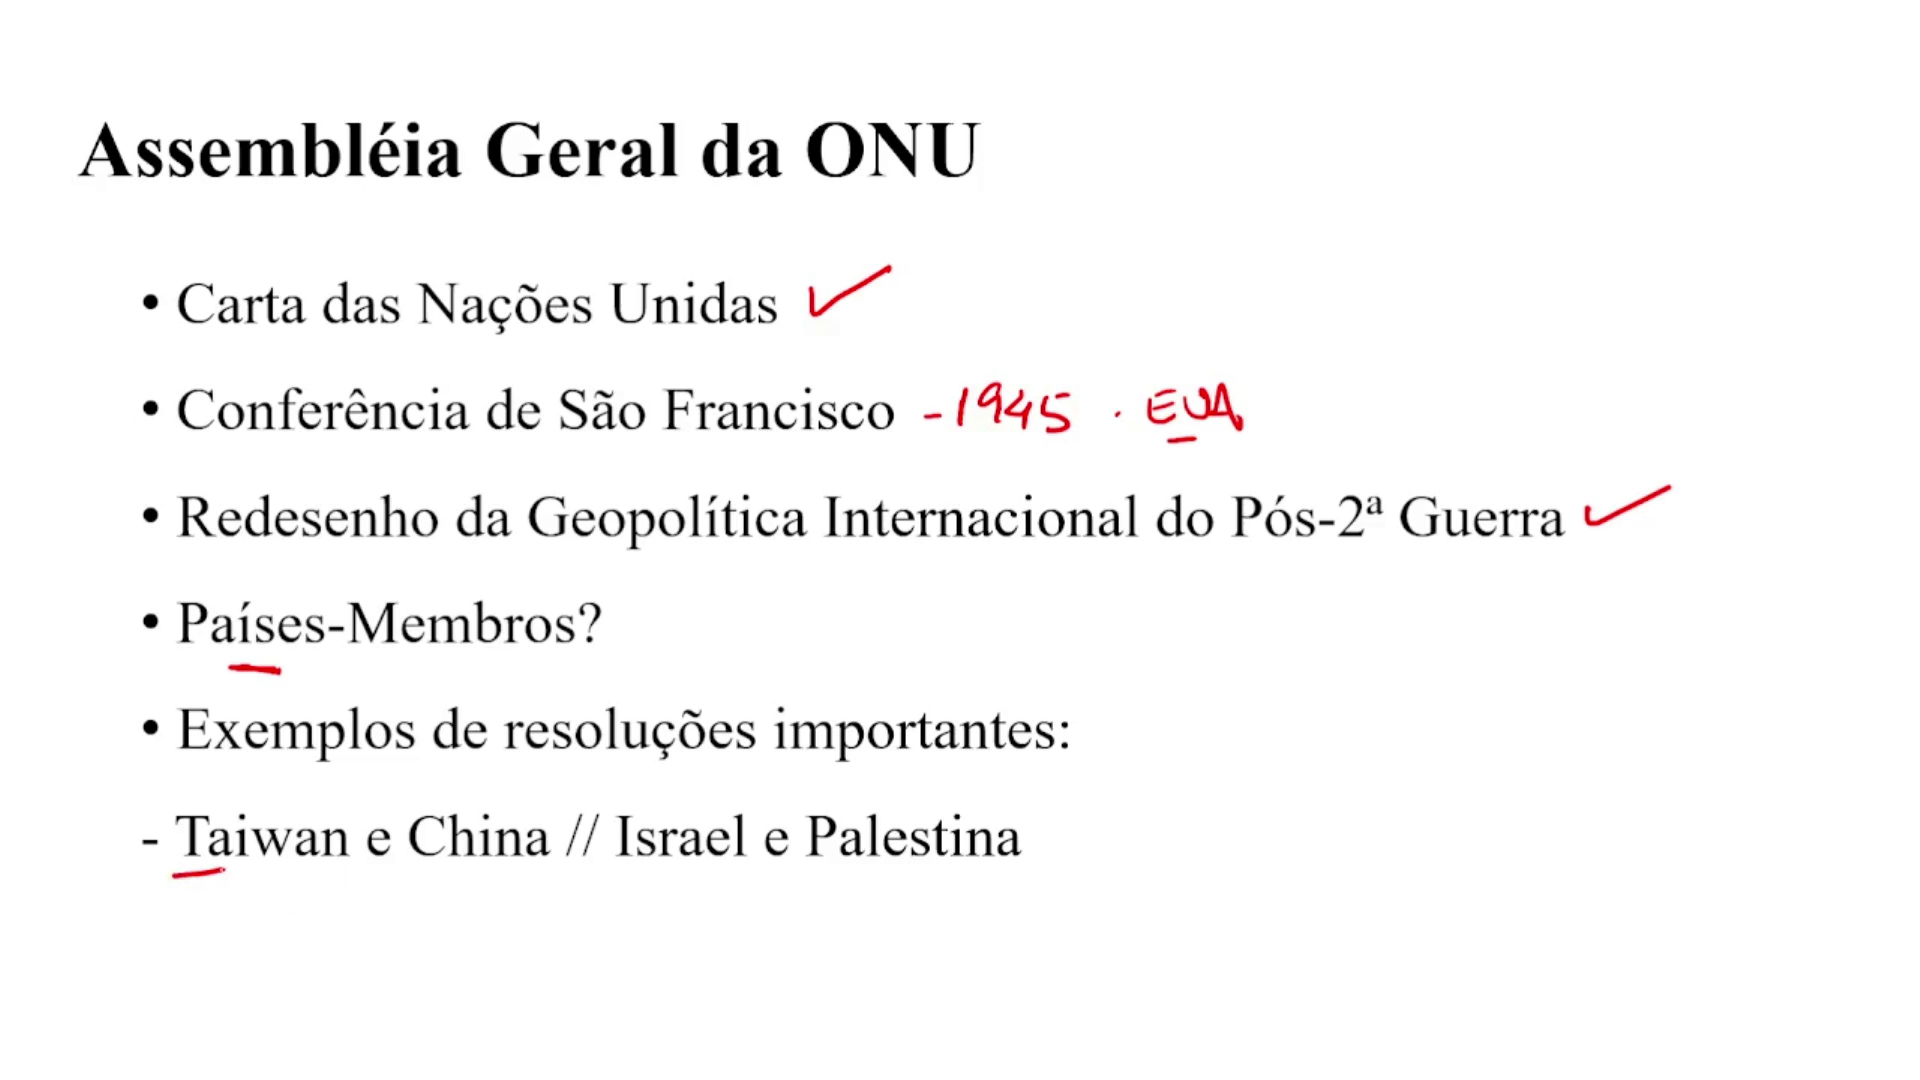 Assembléia Geral da ONU
• Carta das Nações Unidas
• Conferência de São Francisco -1945 . EUA
• Redesenho da Geopolítica Internacional do Pós-2ª Guerra
• Países-Membros?
• Exemplos de resoluções importantes:
- Taiwan e China // Israel e Palestina